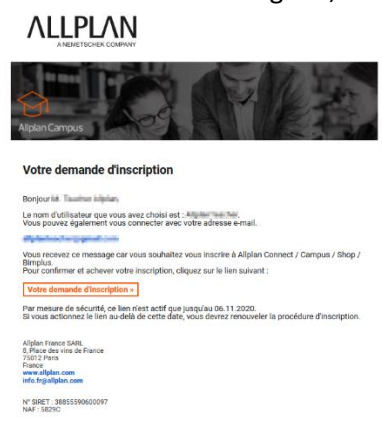 ALLPLAN
A NEMETSCHEK COMPANY
Allplan Campus
Votre demande d'inscription
Bonjour M.
Le nom d'utilisateur que vous avez choisi est :
Vous pouvez également vous connecter avec votre adresse e-mail.
Vous recevez ce message car vous souhaitez vous inscrire à Allplan Connect / Campus / Shop /
Bimplus.
Pour confirmer et achever votre inscription, cliquez sur le lien suivant :
Votre demande d'inscription »
Par mesure de sécurité, ce lien n'est actif que jusqu'au 06.11.2020.
Si vous actionnez le lien au-delà de cette date, vous devrez renouveler la procédure d'inscription.
Allplan France SARL
8, Place des vins de France
75012 Paris
France
www.allplan.com
info.fr@allplan.com
N° SIRET : 38855590600097
NAF : 5829C